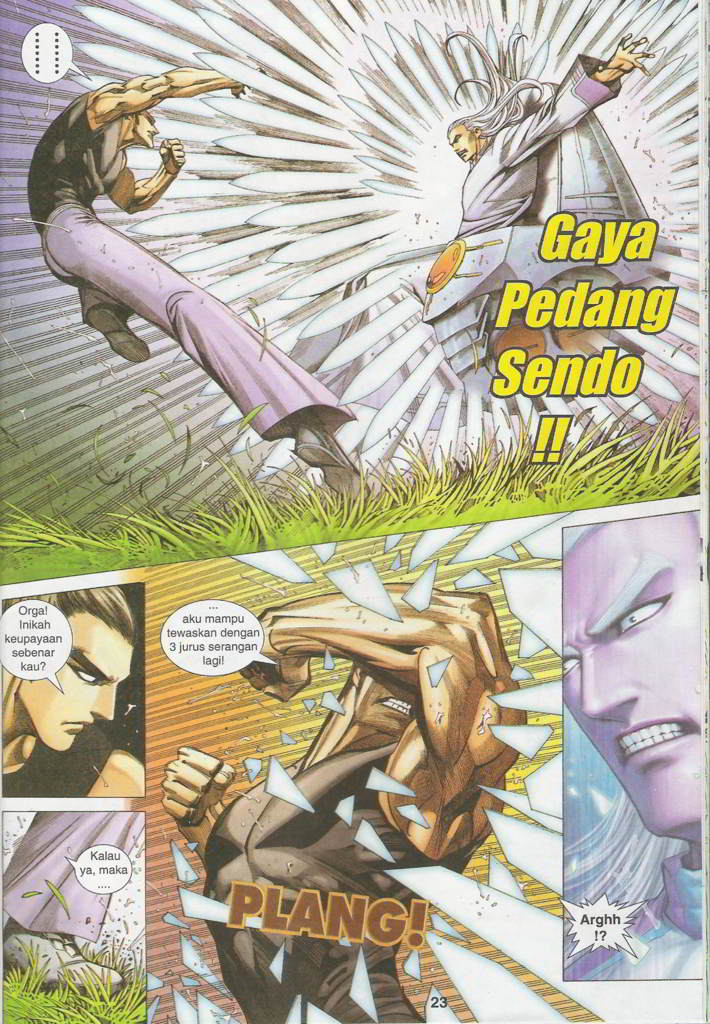 Gaya
Pedang
Sendo
!!
Orga!
Inikah
keupayaan
sebenar
kau?
Kalau
ya, maka
....
...
aku mampu
tewaskan dengan
3 jurus serangan
lagi!
PLANG!
Arghh
!?
23